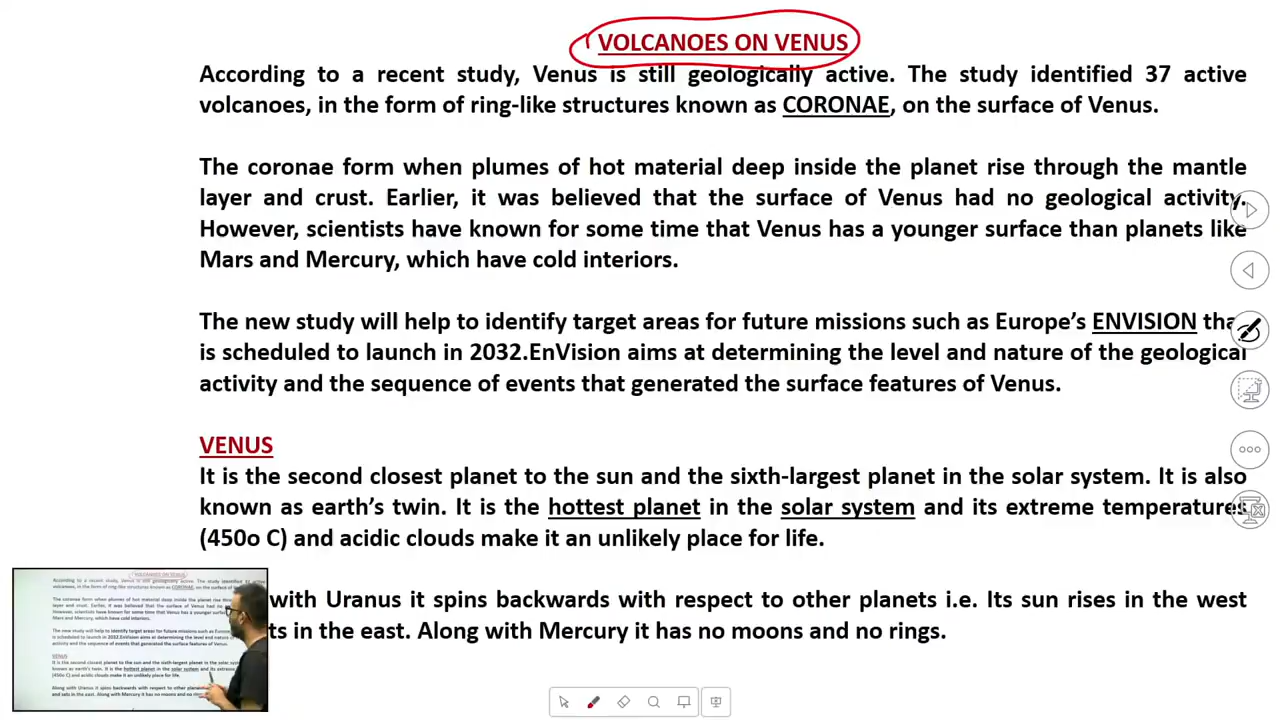 VOLCANOES ON VENUS
According to a recent study, Venus is still geologically active. The study identified 37 active
volcanoes, in the form of ring-like structures known as CORONAE, on the surface of Venus.
The coronae form when plumes of hot material deep inside the planet rise through the mantle
layer and crust. Earlier, it was believed that the surface of Venus had no geological activity.
However, scientists have known for some time that Venus has a younger surface than planets like
Mars and Mercury, which have cold interiors.
The new study will help to identify target areas for future missions such as Europe's ENVISION tha
is scheduled to launch in 2032.EnVision aims at determining the level and nature of the geological
activity and the sequence of events that generated the surface features of Venus.
VENUS
It is the second closest planet to the sun and the sixth-largest planet in the solar system. It is also
known as earth's twin. It is the hottest planet in the solar system and its extreme temperatures
(450o C) and acidic clouds make it an unlikely place for life.
with Uranus it spins backwards with respect to other planets i.e. Its sun rises in the west
ts in the east. Along with Mercury it has no moons and no rings.